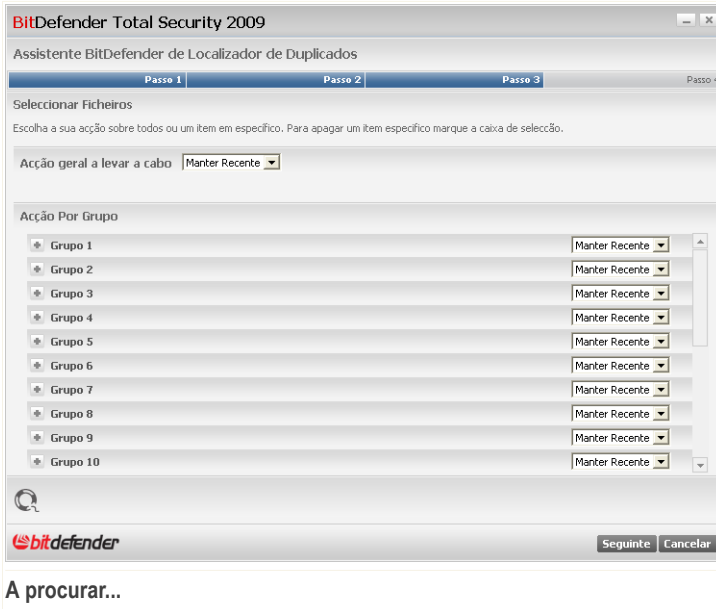 BitDefender Total Security 2009
Assistente BitDefender de Localizador de Duplicados
Passo 1 Passo 2 Passo 3 Passo 4
Seleccionar Ficheiros
Escolha a sua acção sobre todos ou um item em específico. Para apagar um item especifico marque a caixa de selecção.
Acção geral a levar a cabo Manter Recente
Acção Por Grupo
Grupo 1 Manter Recente
Grupo 2 Manter Recente
Grupo 3 Manter Recente
Grupo 4 Manter Recente
Grupo 5 Manter Recente
Grupo 6 Manter Recente
Grupo 7 Manter Recente
Grupo 8 Manter Recente
Grupo 9 Manter Recente
Grupo 10 Manter Recente
bitdefender Seguinte Cancelar
A procurar...